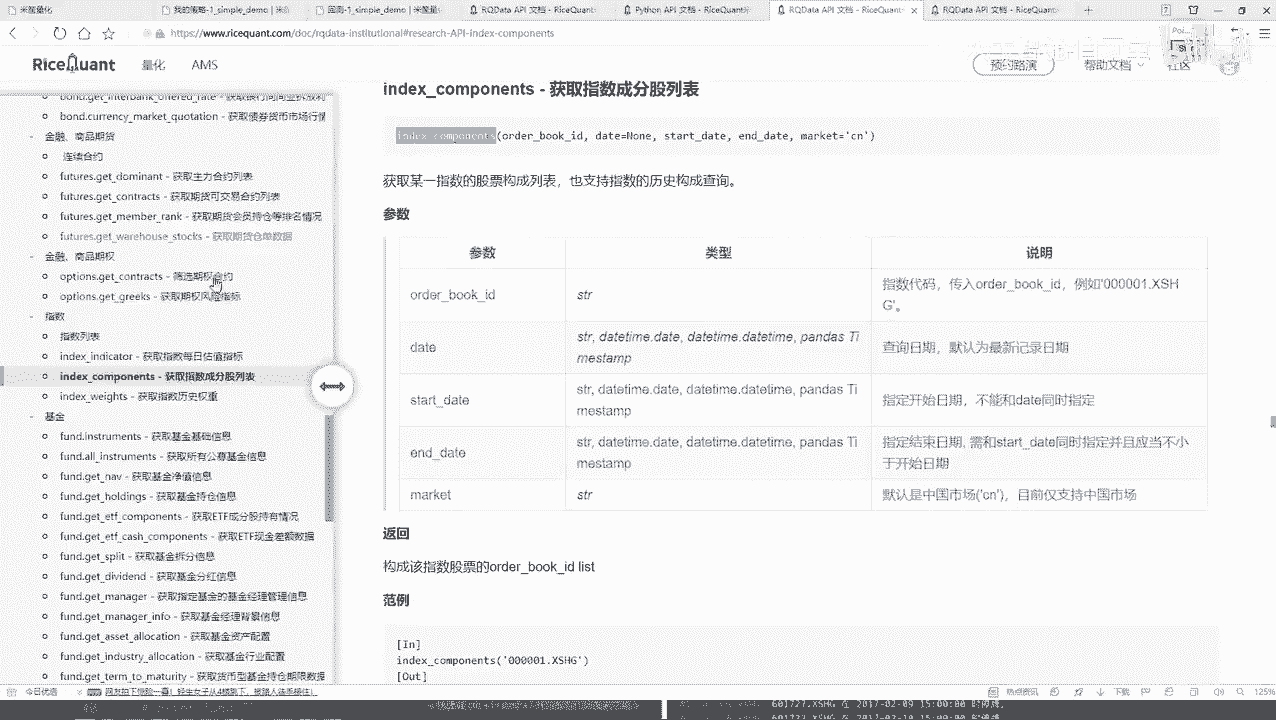 米筐量化
我的策略-1_simple_demo | 米筐
回测-1_simple_demo | 米筐量
RQData API 文档 - RiceQuant
Python API 文档 - RiceQuant
RQData API 文档 - RiceQuant
RQData API 文档 - RiceQuant
https://www.ricequant.com/doc/rqdata-institutional#research-API-index-components
RiceQuant
量化
AMS
预约路演
帮助文档
社区
bond.get_interbank_offered_rate - 获取银行间同业拆放利
bond.currency_market_quotation - 获取债券货币市场行情
金融、商品期货
连续合约
futures.get_dominant - 获取主力合约列表
futures.get_contracts - 获取期货可交易合约列表
futures.get_member_rank - 获取期货会员持仓等排名情况
futures.get_warehouse_stocks - 获取期货仓单数据
金融、商品期权
options.get_contracts - 筛选期权合约
options.get_greeks - 获取期权风险指标
指数
指数列表
index_indicator - 获取指数每日估值指标
index_components - 获取指数成分股列表
index_weights - 获取指数历史权重
基金
fund.instruments - 获取基金基础信息
fund.all_instruments - 获取所有公募基金信息
fund.get_nav - 获取基金净值信息
fund.get_holdings - 获取基金持仓信息
fund.get_etf_components - 获取ETF成分股持有情况
fund.get_etf_cash_components - 获取ETF现金差额数据
fund.get_split - 获取基金拆分信息
fund.get_dividend - 获取基金分红信息
fund.get_manager - 获取指定基金的基金经理管理信息
fund.get_manager_info - 获取基金经理背景信息
fund.get_asset_allocation - 获取基金资产配置
fund.get_industry_allocation - 获取基金行业配置
fund.get_term_to_maturity - 获取货币型基金持仓期限数据
index_components - 获取指数成分股列表
index_components(order_book_id, date=None, start_date, end_date, market='cn')
获取某一指数的股票构成列表，也支持指数的历史构成查询。
参数
参数 类型 说明
order_book_id str 指数代码，传入order_book_id，例如'000001.XSH
G'。
date str, datetime.date, datetime.datetime, pandas Ti
mestamp 查询日期，默认为最新记录日期
start_date str, datetime.date, datetime.datetime, pandas Ti
mestamp 指定开始日期，不能和date同时指定
end_date str, datetime.date, datetime.datetime, pandas Ti
mestamp 指定结束日期, 需和start_date同时指定并且应当不小
于开始日期
market str 默认是中国市场('cn')，目前仅支持中国市场
返回
构成该指数股票的order_book_id list
范例
[In]
index_components('000001.XSHG')
[Out]
今日优选
热点资讯
下载
125%